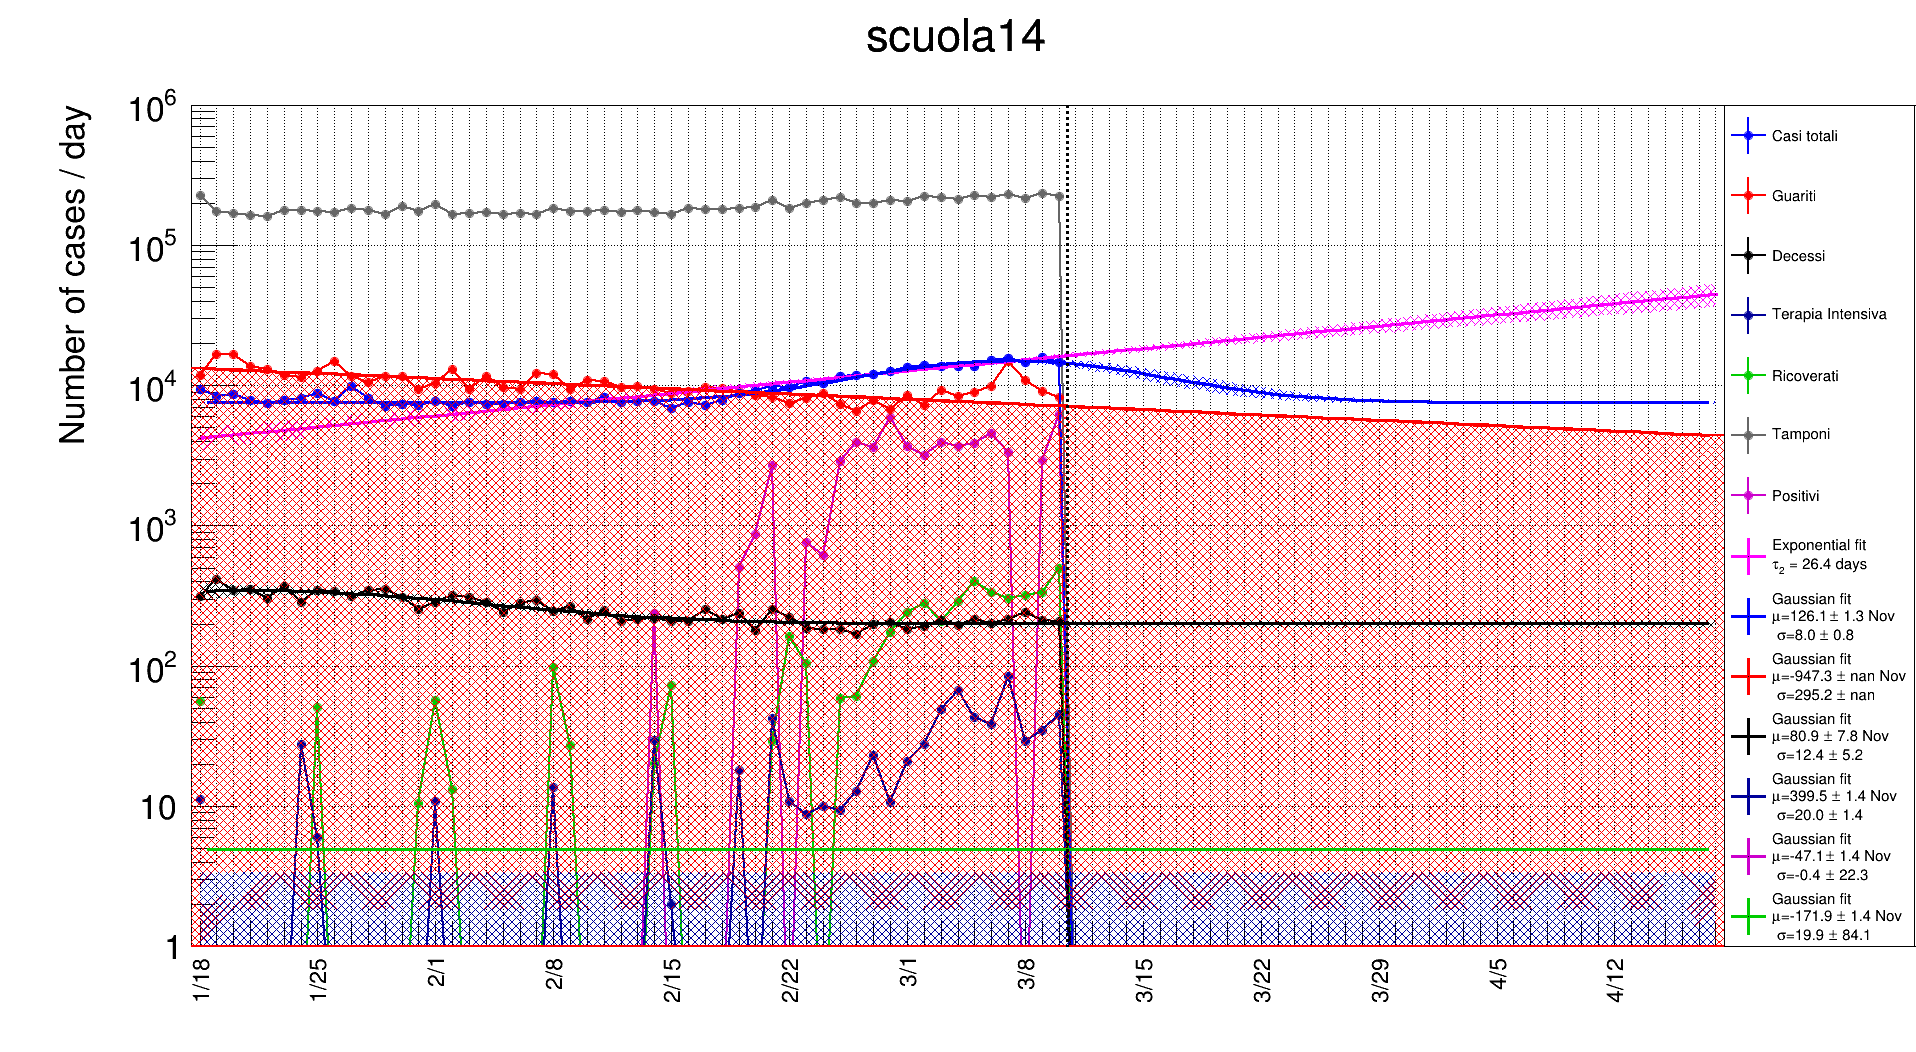 scuola14
Number of cases / day
10^6
10^5
10^4
10^3
10^2
10
1
1/18
1/25
2/1
2/8
2/15
2/22
3/1
3/8
3/15
3/22
3/29
4/5
4/12
Casi totali
Guariti
Decessi
Terapia Intensiva
Ricoverati
Tamponi
Positivi
Exponential fit
τ₂ = 26.4 days
Gaussian fit
μ=126.1 ± 1.3 Nov
σ=8.0 ± 0.8
Gaussian fit
μ=-947.3 ± nan Nov
σ=295.2 ± nan
Gaussian fit
μ=80.9 ± 7.8 Nov
σ=12.4 ± 5.2
Gaussian fit
μ=399.5 ± 1.4 Nov
σ=20.0 ± 1.4
Gaussian fit
μ=-47.1 ± 1.4 Nov
σ=-0.4 ± 22.3
Gaussian fit
μ=-171.9 ± 1.4 Nov
σ=19.9 ± 84.1